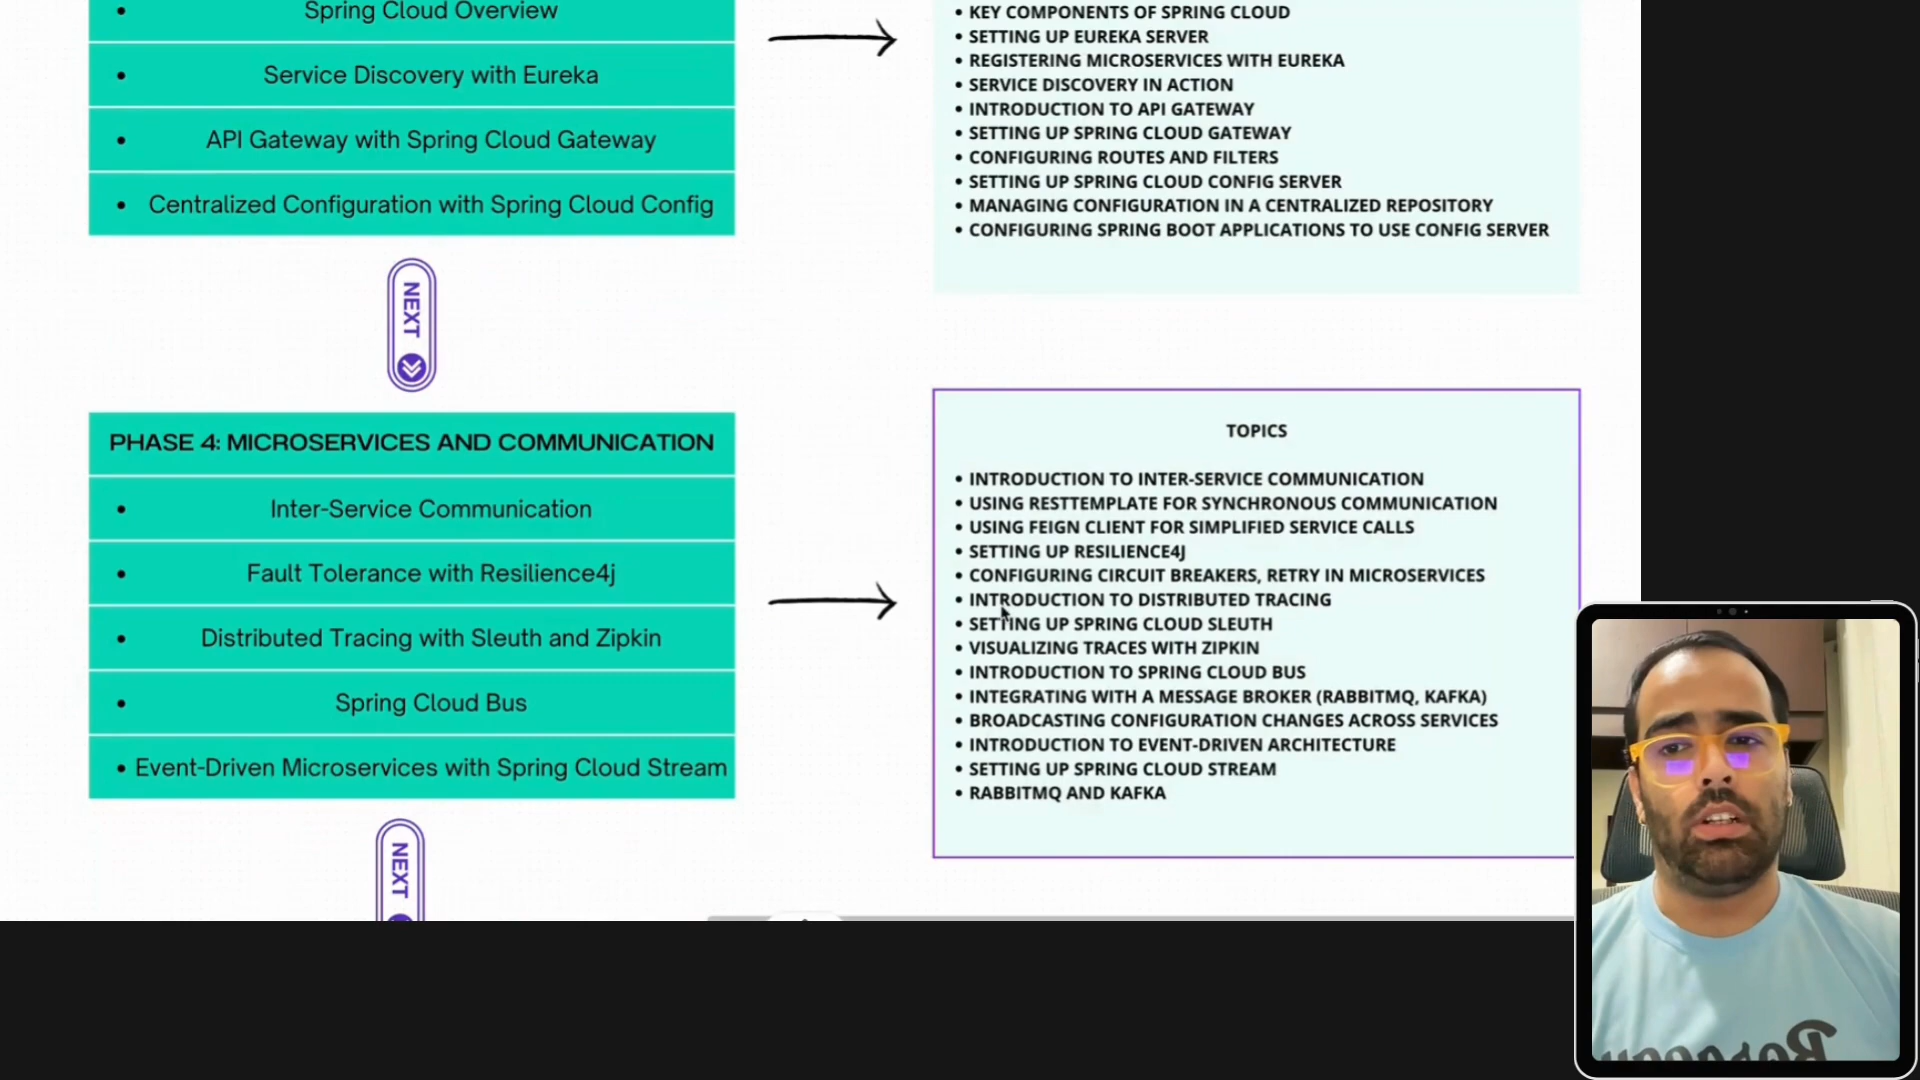 • Spring Cloud Overview
• Service Discovery with Eureka
• API Gateway with Spring Cloud Gateway
• Centralized Configuration with Spring Cloud Config
• KEY COMPONENTS OF SPRING CLOUD
• SETTING UP EUREKA SERVER
• REGISTERING MICROSERVICES WITH EUREKA
• SERVICE DISCOVERY IN ACTION
• INTRODUCTION TO API GATEWAY
• SETTING UP SPRING CLOUD GATEWAY
• CONFIGURING ROUTES AND FILTERS
• SETTING UP SPRING CLOUD CONFIG SERVER
• MANAGING CONFIGURATION IN A CENTRALIZED REPOSITORY
• CONFIGURING SPRING BOOT APPLICATIONS TO USE CONFIG SERVER
NEXT
PHASE 4: MICROSERVICES AND COMMUNICATION
• Inter-Service Communication
• Fault Tolerance with Resilience4j
• Distributed Tracing with Sleuth and Zipkin
• Spring Cloud Bus
• Event-Driven Microservices with Spring Cloud Stream
TOPICS
• INTRODUCTION TO INTER-SERVICE COMMUNICATION
• USING RESTTEMPLATE FOR SYNCHRONOUS COMMUNICATION
• USING FEIGN CLIENT FOR SIMPLIFIED SERVICE CALLS
• SETTING UP RESILIENCE4J
• CONFIGURING CIRCUIT BREAKERS, RETRY IN MICROSERVICES
• INTRODUCTION TO DISTRIBUTED TRACING
• SETTING UP SPRING CLOUD SLEUTH
• VISUALIZING TRACES WITH ZIPKIN
• INTRODUCTION TO SPRING CLOUD BUS
• INTEGRATING WITH A MESSAGE BROKER (RABBITMQ, KAFKA)
• BROADCASTING CONFIGURATION CHANGES ACROSS SERVICES
• INTRODUCTION TO EVENT-DRIVEN ARCHITECTURE
• SETTING UP SPRING CLOUD STREAM
• RABBITMQ AND KAFKA
NEXT